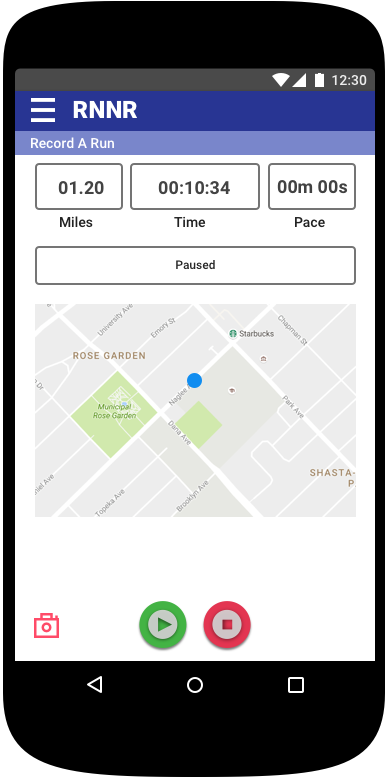 12:30
RNNR
Record A Run
01.20 00:10:34 00m 00s
Miles Time Pace
Paused
University Ave
Emory St
Chapman St
Starbucks
ROSE GARDEN
Naglee
Municipal
Rose Garden
Park Ave
Dana Ave
SHASTA-
P
Topeka Ave
Brooklyn Ave
niel Ave